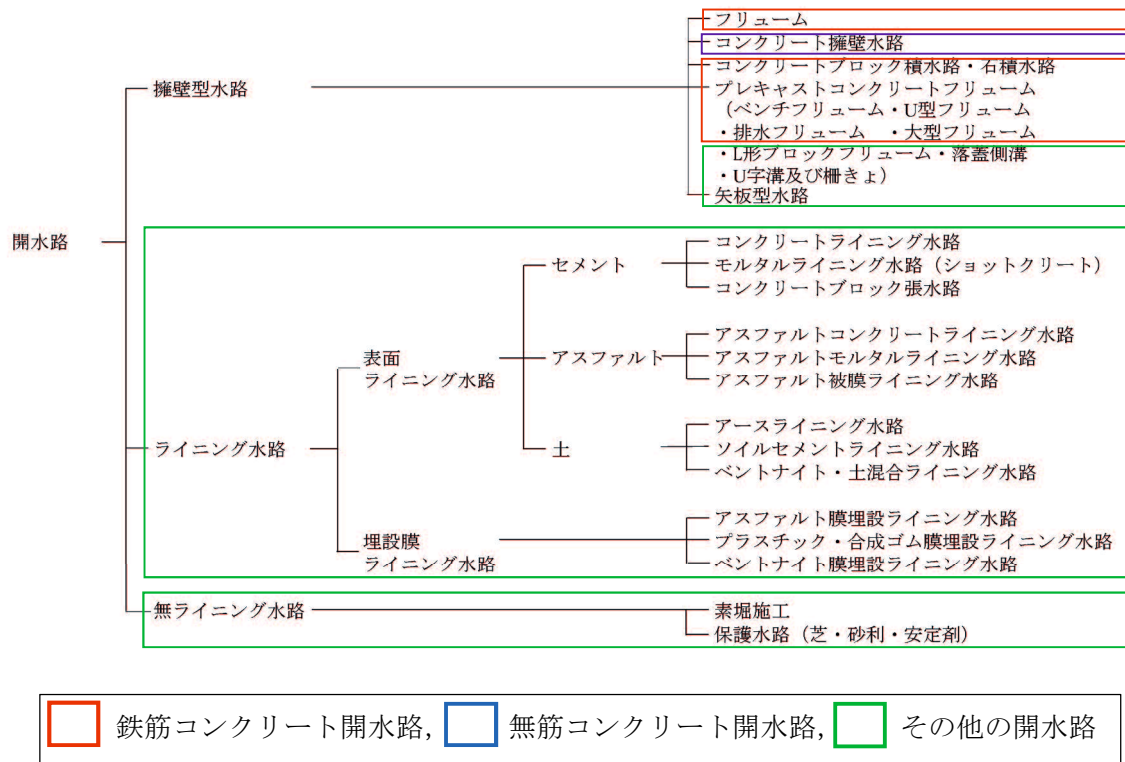 フリューム
コンクリート擁壁水路
コンクリートブロック積水路・石積水路
擁壁型水路
プレキャストコンクリートフリューム
(ベンチフリューム・U型フリューム
・排水フリューム ・大型フリューム
・L形ブロックフリューム・落蓋側溝
・U字溝及び柵きょ)
矢板型水路
開水路
コンクリートライニング水路
セメント
モルタルライニング水路(ショットクリート)
コンクリートブロック張水路
アスファルトコンクリートライニング水路
表面
ライニング水路
アスファルト
アスファルトモルタルライニング水路
アスファルト被膜ライニング水路
アースライニング水路
ライニング水路
土
ソイルセメントライニング水路
ベントナイト・土混合ライニング水路
アスファルト膜埋設ライニング水路
埋設膜
ライニング水路
プラスチック・合成ゴム膜埋設ライニング水路
ベントナイト膜埋設ライニング水路
無ライニング水路
素堀施工
保護水路(芝・砂利・安定剤)
鉄筋コンクリート開水路, 無筋コンクリート開水路, その他の開水路